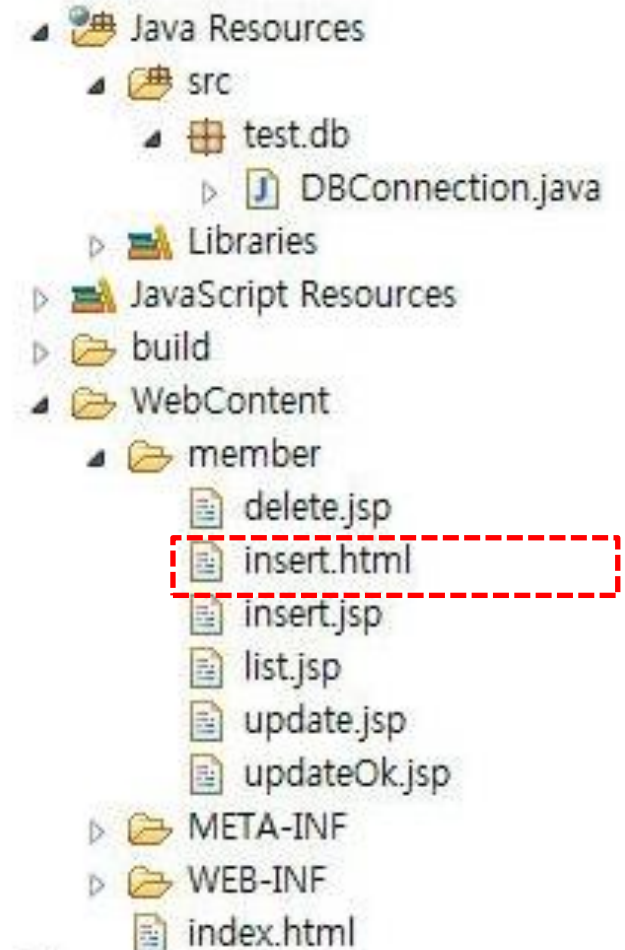 Java Resources
src
test.db
DBConnection.java
Libraries
JavaScript Resources
build
WebContent
member
delete.jsp
insert.html
insert.jsp
list.jsp
update.jsp
updateOk.jsp
META-INF
WEB-INF
index.html